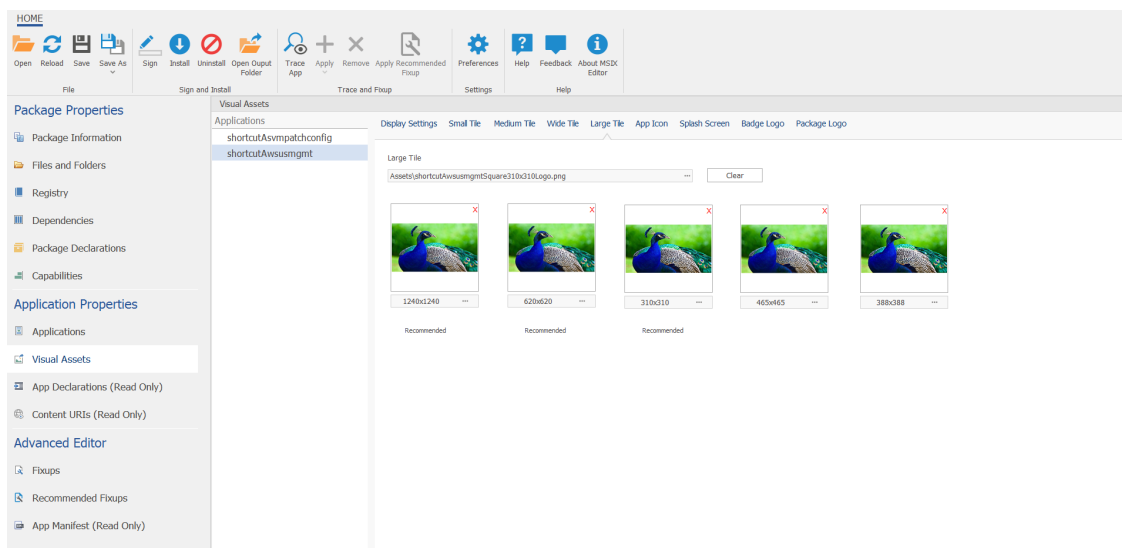 HOME
Open Reload Save Save As Sign Install Uninstall Open Ouput Folder Trace App Apply Remove Apply Recommended Fixup Preferences Help Feedback About MSIX Editor
File Sign and Install Trace and Fixup Settings Help
Package Properties
Package Information
Files and Folders
Registry
Dependencies
Package Declarations
Capabilities
Application Properties
Applications
Visual Assets
App Declarations (Read Only)
Content URIs (Read Only)
Advanced Editor
Fixups
Recommended Fixups
App Manifest (Read Only)
Visual Assets
Applications
shortcutAsvmpatchconfig
shortcutAwsusmgmt
Display Settings Small Tile Medium Tile Wide Tile Large Tile App Icon Splash Screen Badge Logo Package Logo
Large Tile
Assets\shortcutAwsusmgmtSquare310x310Logo.png ... Clear
X X X X X
1240x1240 ... 620x620 ... 310x310 ... 465x465 ... 388x388 ...
Recommended Recommended Recommended